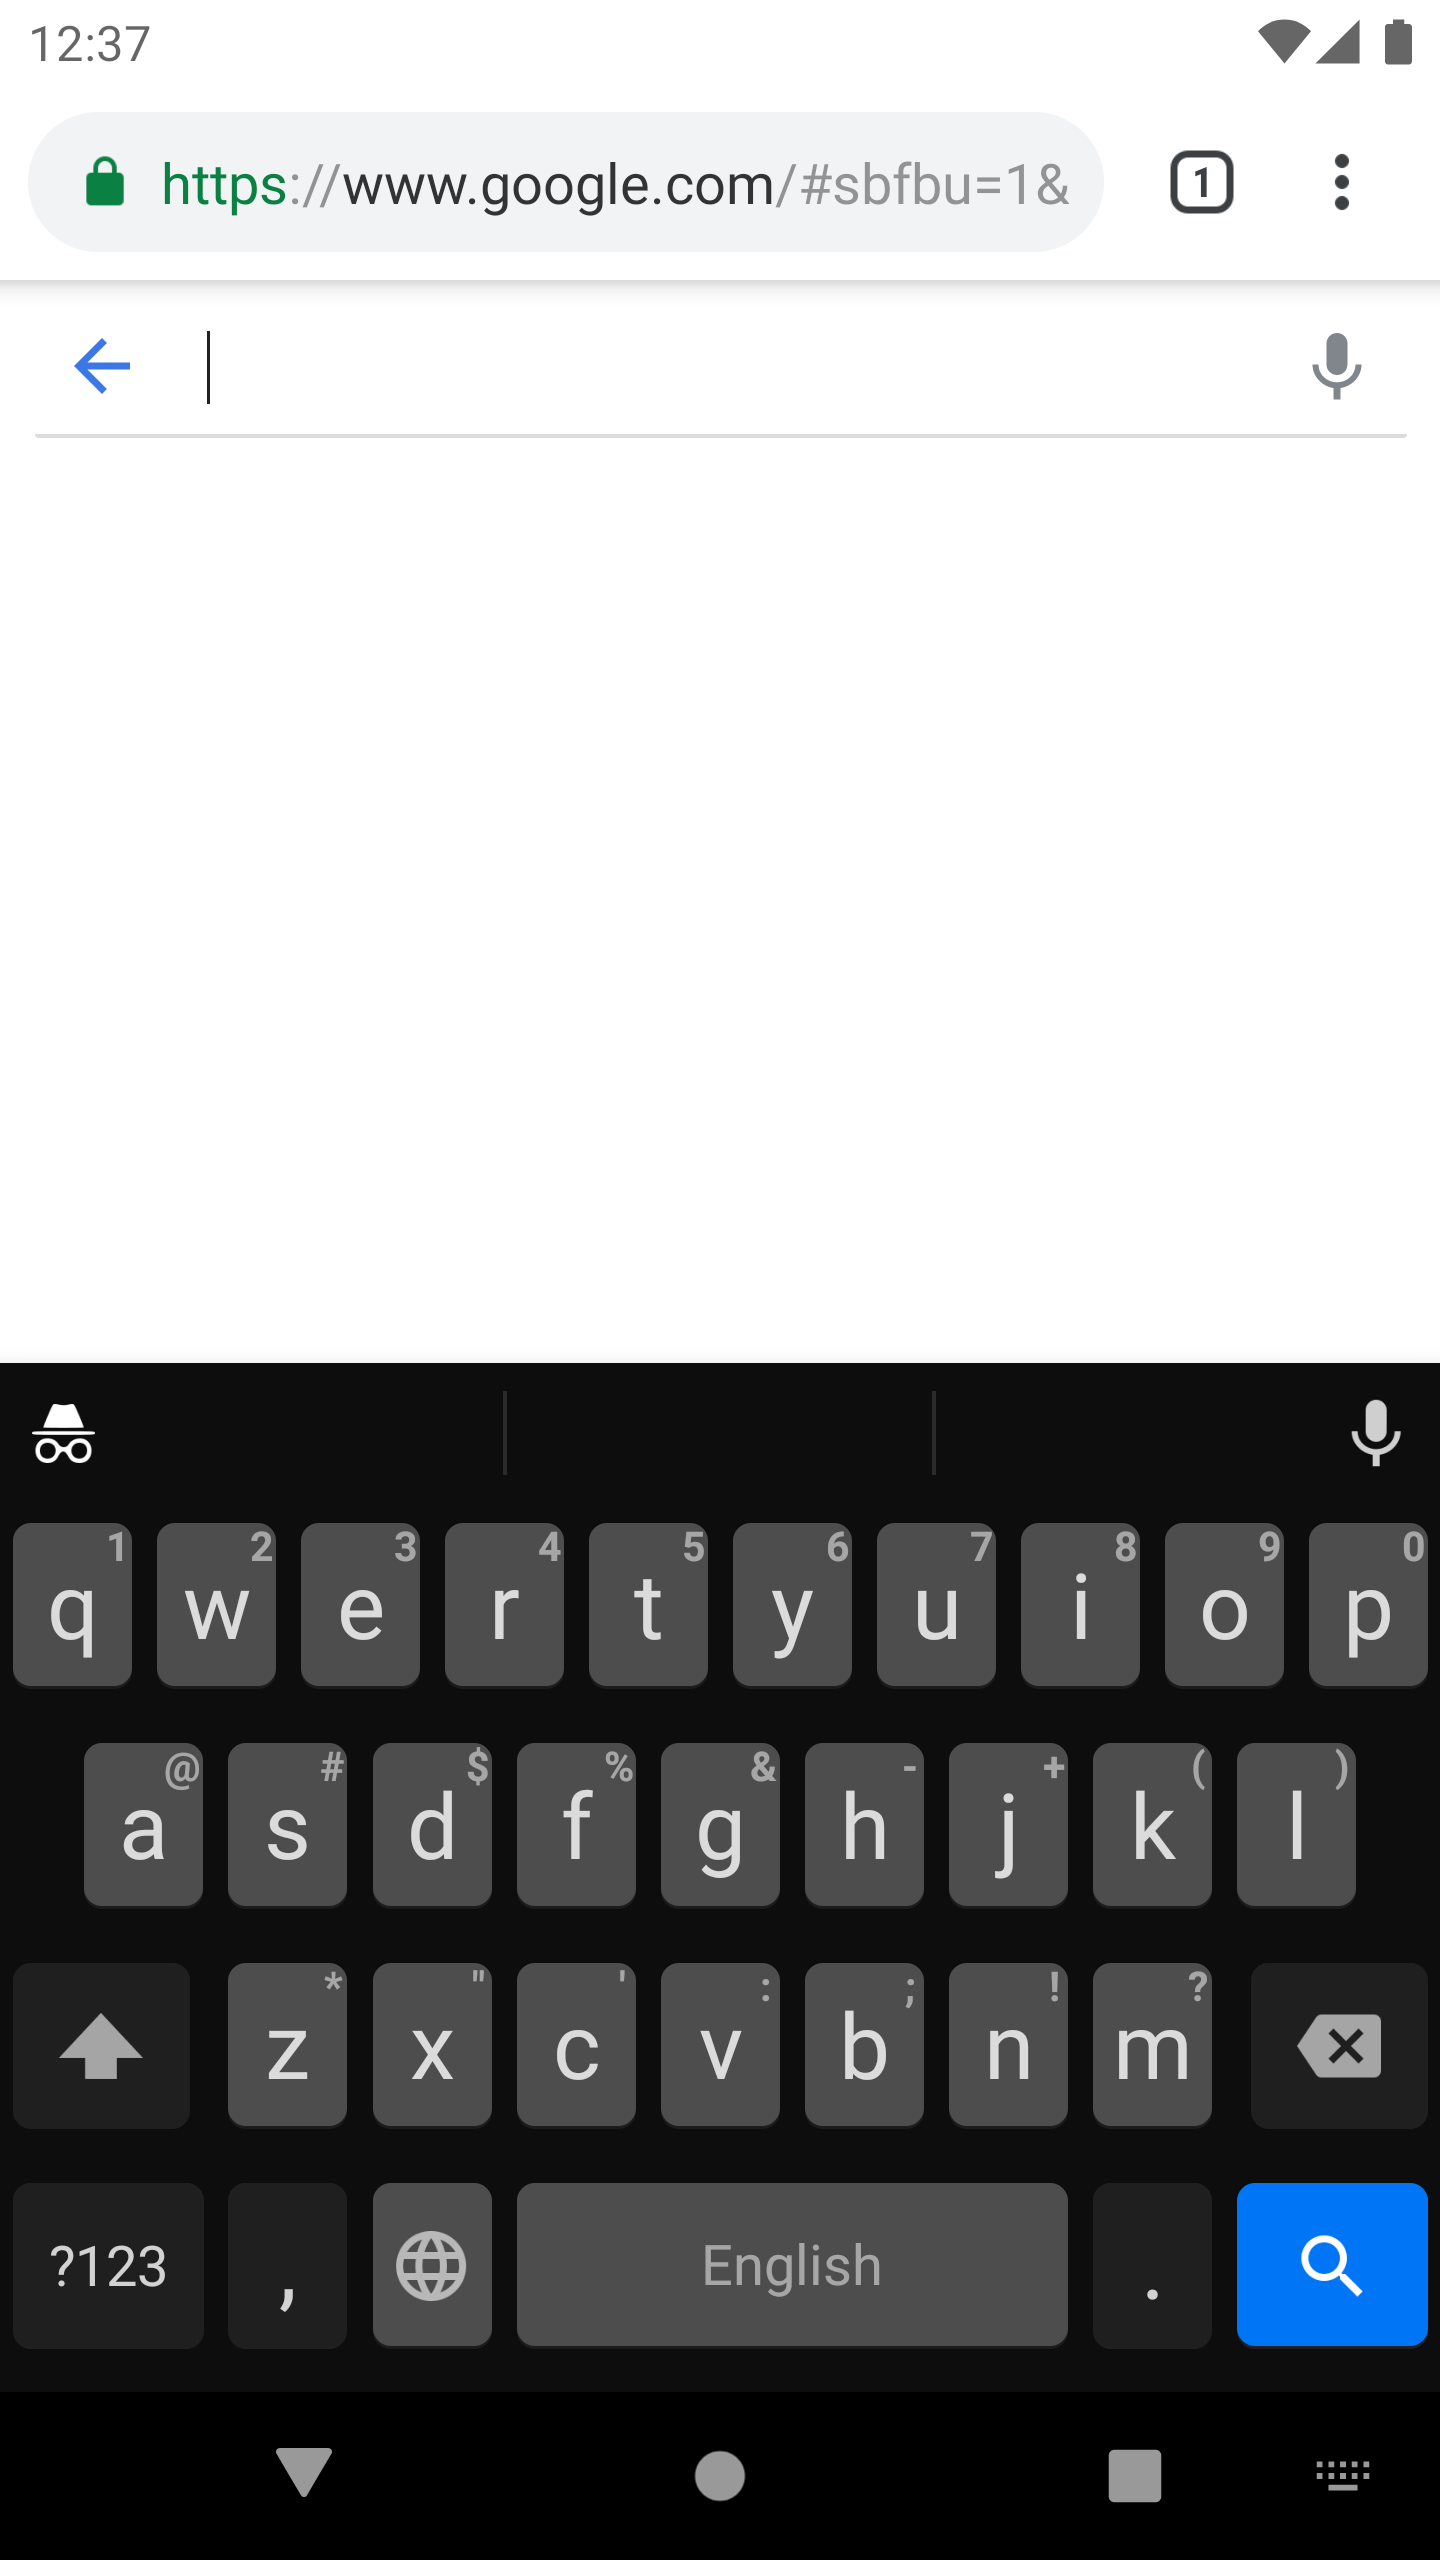 12:37
https://www.google.com/#sbfbu=1&
1
1 2 3 4 5 6 7 8 9 0
q w e r t y u i o p
@ # $ % & - + ( )
a s d f g h j k l
* " ' : ; ! ?
z x c v b n m
?123 , English .